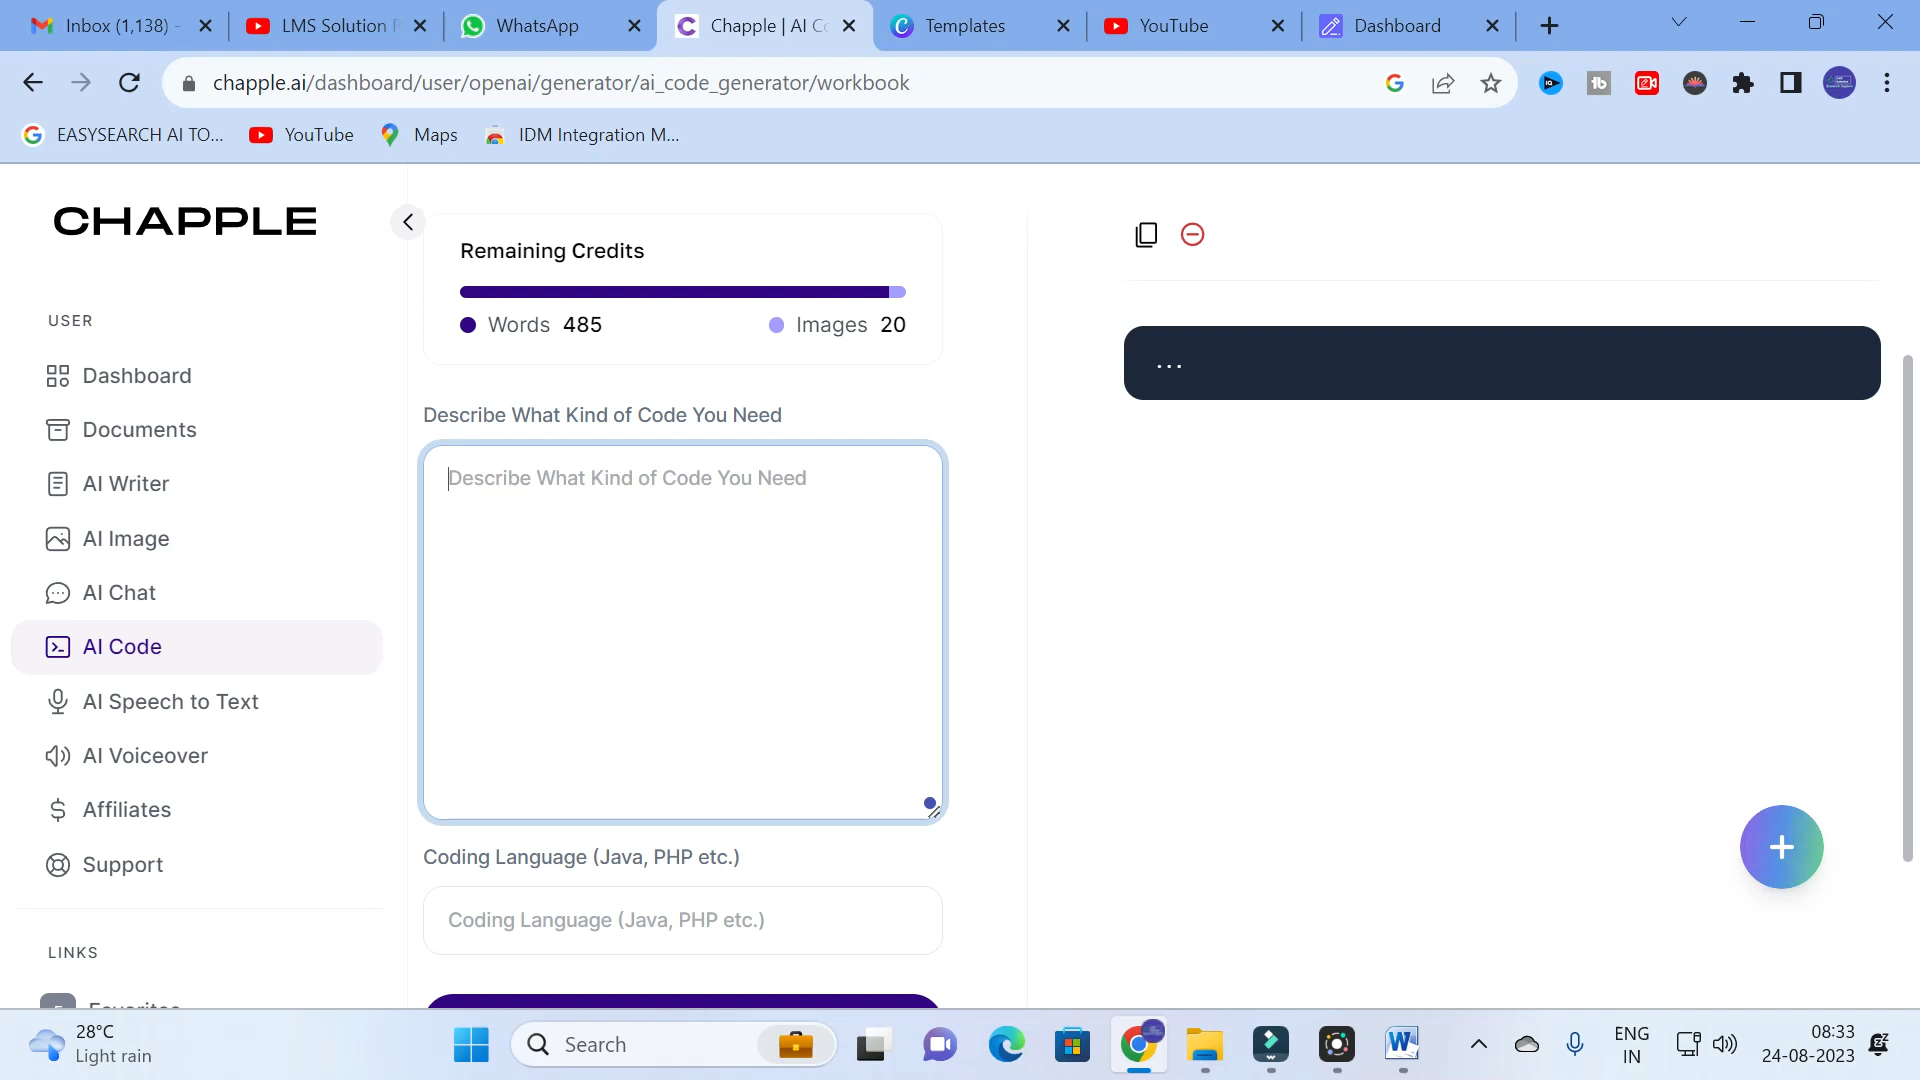 Inbox (1,138) -
LMS Solution
WhatsApp
Chapple | AI Co
Templates
YouTube
Dashboard
chapple.ai/dashboard/user/openai/generator/ai_code_generator/workbook
EASYSEARCH AI TO...
YouTube
Maps
IDM Integration M...
CHAPPLE
USER
Dashboard
Documents
AI Writer
AI Image
AI Chat
AI Code
AI Speech to Text
AI Voiceover
Affiliates
Support
LINKS
Favorites
Remaining Credits
Words 485
Images 20
Describe What Kind of Code You Need
Describe What Kind of Code You Need
Coding Language (Java, PHP etc.)
Coding Language (Java, PHP etc.)
...
28°C
Light rain
Search
ENG
IN
08:33
24-08-2023